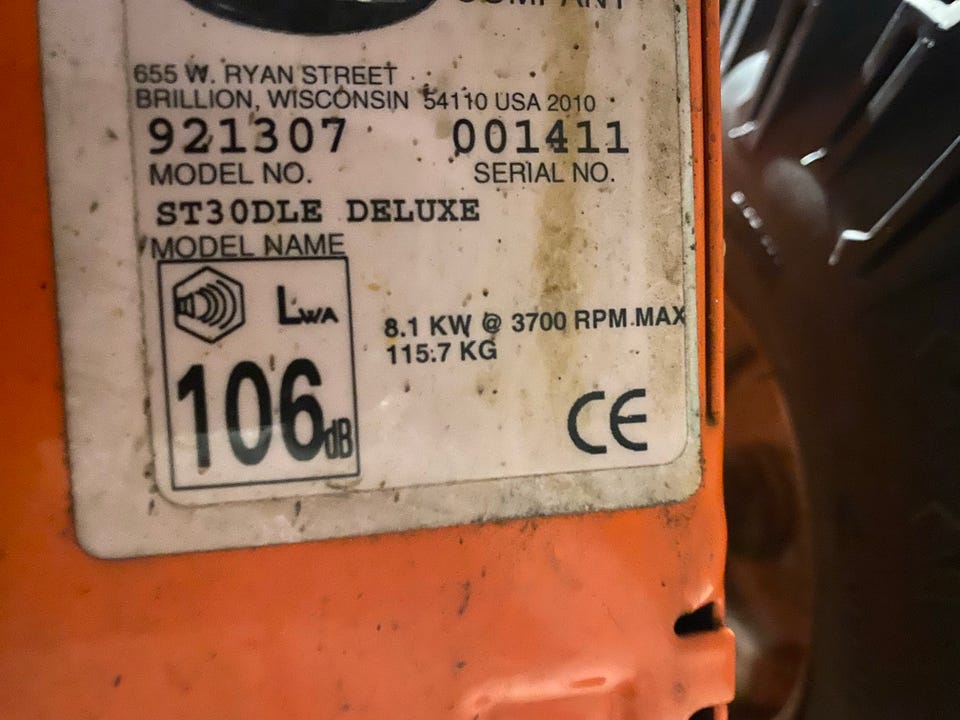 COMPANY
655 W. RYAN STREET
BRILLION, WISCONSIN 54110 USA 2010
921307 001411
MODEL NO. SERIAL NO.
ST30DLE DELUXE
MODEL NAME
LWA
8.1 KW @ 3700 RPM MAX
115.7 KG
106dB
CE